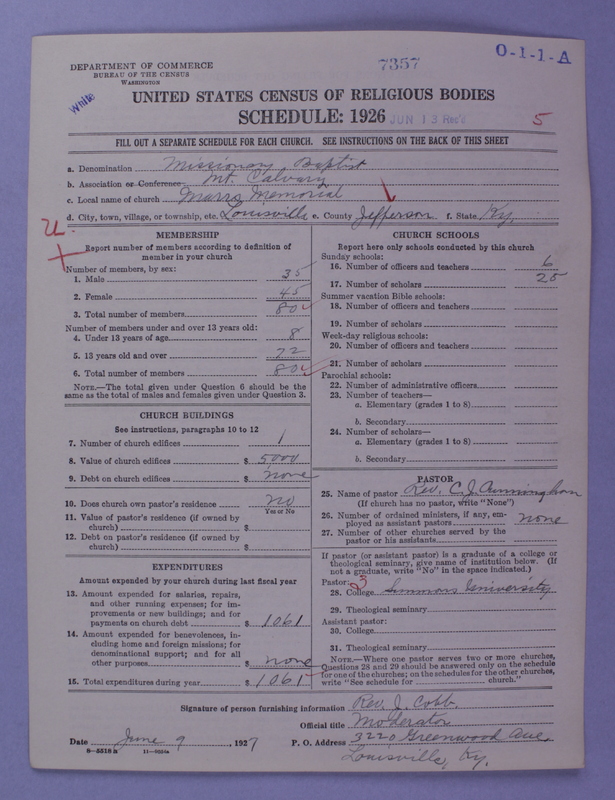 DEPARTMENT OF COMMERCE
BUREAU OF THE CENSUS
WASHINGTON
7357
O-1-1-A
White
UNITED STATES CENSUS OF RELIGIOUS BODIES
SCHEDULE: 1926
JUN 13 Rec'd
5
FILL OUT A SEPARATE SCHEDULE FOR EACH CHURCH. SEE INSTRUCTIONS ON THE BACK OF THIS SHEET
a. Denomination Missionary Baptist
b. Association or Conference Mt. Calvary
c. Local name of church Marrs Memorial
d. City, town, village, or township, etc. Louisville e. County Jefferson f. State Ky.
MEMBERSHIP
Report number of members according to definition of
member in your church
Number of members, by sex:
1. Male 35
2. Female 45
3. Total number of members 80
Number of members under and over 13 years old:
4. Under 13 years of age 8
5. 13 years old and over 72
6. Total number of members 80
NOTE.—The total given under Question 6 should be
the same as the total of males and females given under Question 3.
CHURCH BUILDINGS
See instructions, paragraphs 10 to 12
7. Number of church edifices 1
8. Value of church edifices $ 5000
9. Debt on church edifices $ none
10. Does church own pastor's residence no
Yes or No
11. Value of pastor's residence (if owned by
church) $
12. Debt on pastor's residence (if owned by
church) $
EXPENDITURES
Amount expended by your church during last fiscal year
13. Amount expended for salaries, repairs,
and other running expenses; for im-
provements or new buildings; and for
payments on church debt $ 1061
14. Amount expended for benevolences, in-
cluding home and foreign missions; for
denominational support; and for all
other purposes $ none
15. Total expenditures during year $ 1061
CHURCH SCHOOLS
Report here only schools conducted by this church
Sunday schools:
16. Number of officers and teachers 6
17. Number of scholars 25
Summer vacation Bible schools:
18. Number of officers and teachers
19. Number of scholars
Week-day religious schools:
20. Number of officers and teachers
21. Number of scholars
Parochial schools:
22. Number of administrative officers
23. Number of teachers—
a. Elementary (grades 1 to 8)
b. Secondary
24. Number of scholars—
a. Elementary (grades 1 to 8)
b. Secondary
PASTOR
25. Name of pastor Rev. C. J. Cunningham
(If church has no pastor, write "None")
26. Number of ordained ministers, if any, em-
ployed as assistant pastors none
27. Number of other churches served by the
pastor or his assistants
If pastor (or assistant pastor) is a graduate of a college or
theological seminary, give name of institution below. (If
not a graduate, write "No" in the space indicated.)
Pastor: 3
28. College Simmons University
29. Theological seminary
Assistant pastor:
30. College
31. Theological seminary
NOTE.—Where one pastor serves two or more churches,
Questions 28 and 29 should be answered only on the schedule
for one of the churches; on the schedules for the other churches,
write "See schedule for church."
Signature of person furnishing information Rev. J. Cobb
Official title Moderator
Date June 9, 1927 P. O. Address 3220 Greenwood Ave.
8-5518a
Louisville, Ky.